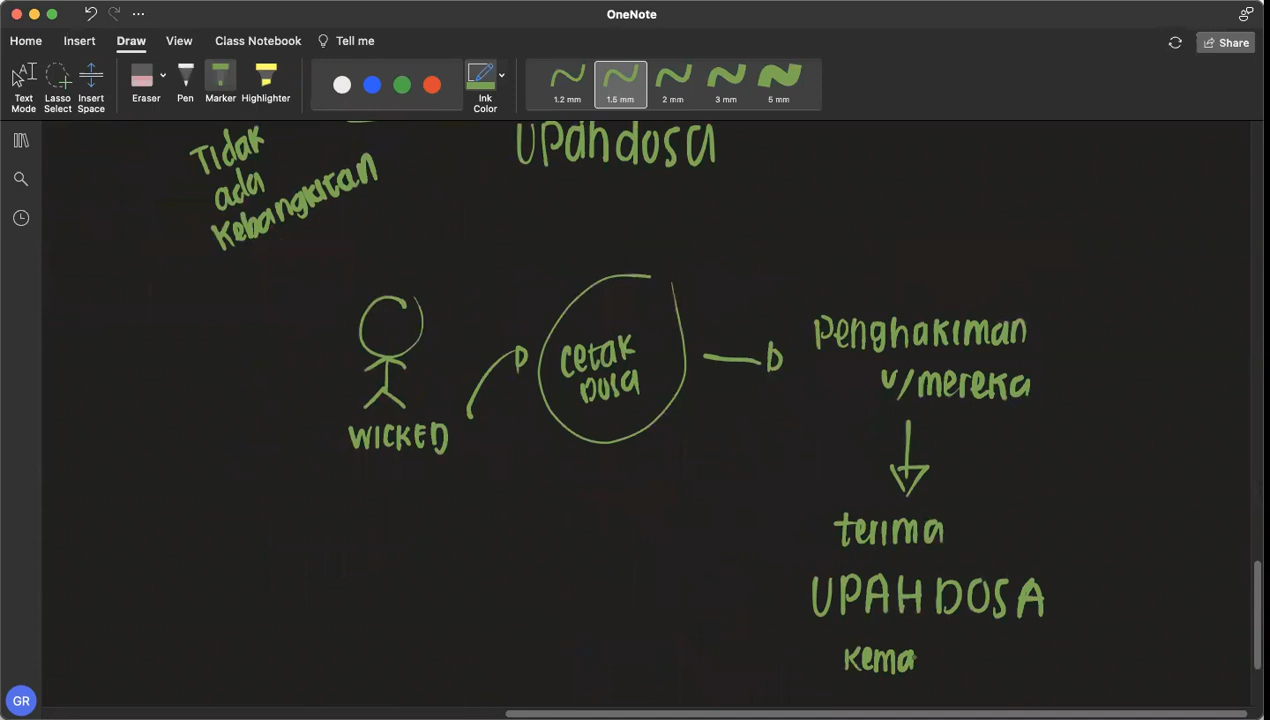 OneNote
Home Insert Draw View Class Notebook Tell me
Share
Text Mode
Lasso Select
Insert Space
Eraser
Pen
Marker
Highlighter
Ink Color
1.2 mm
1.5 mm
2 mm
3 mm
5 mm
Tidak
ada
Kebangkitan
UPahdosa
WICKED
cetak
Dosa
Penghakiman
u/mereka
terima
UPAH DOSA
Kema
GR